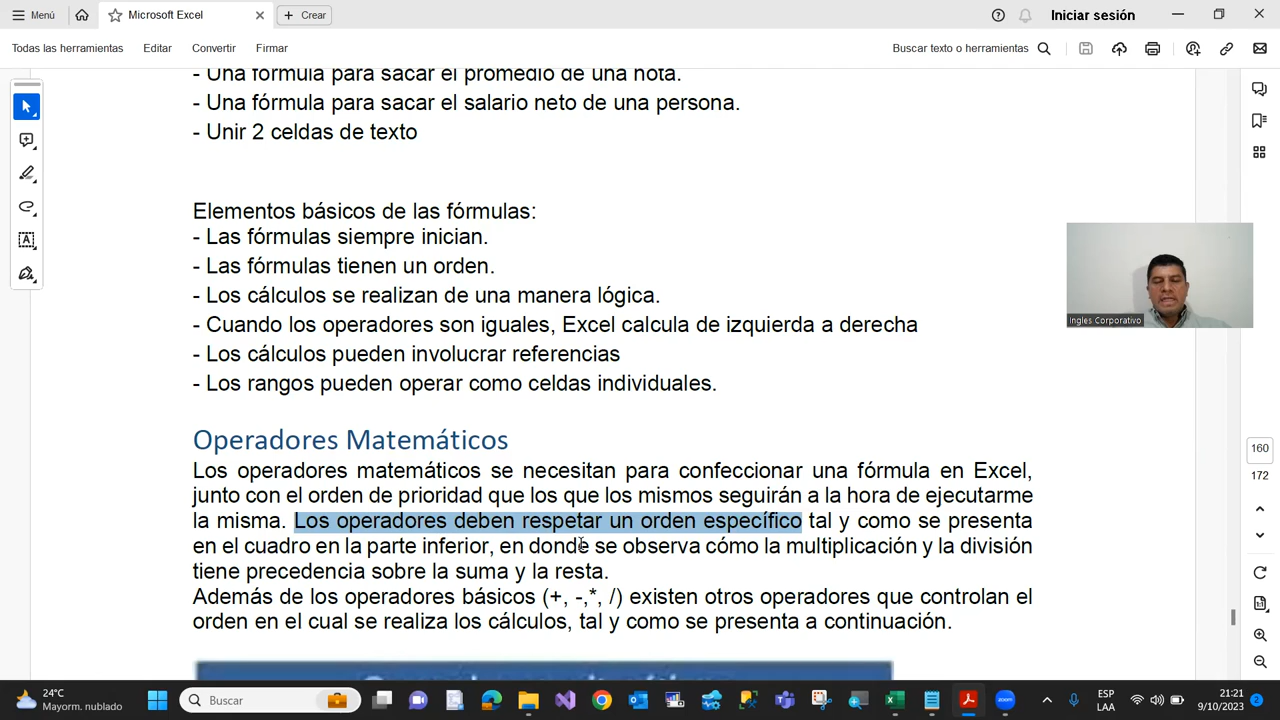 Menú
Microsoft Excel
Crear
Iniciar sesión
Todas las herramientas
Editar
Convertir
Firmar
Buscar texto o herramientas
- Una fórmula para sacar el promedio de una nota.
- Una fórmula para sacar el salario neto de una persona.
- Unir 2 celdas de texto
Elementos básicos de las fórmulas:
- Las fórmulas siempre inician.
- Las fórmulas tienen un orden.
- Los cálculos se realizan de una manera lógica.
- Cuando los operadores son iguales, Excel calcula de izquierda a derecha
- Los cálculos pueden involucrar referencias
- Los rangos pueden operar como celdas individuales.
Ingles Corporativo
Operadores Matemáticos
Los operadores matemáticos se necesitan para confeccionar una fórmula en Excel,
junto con el orden de prioridad que los que los mismos seguirán a la hora de ejecutarme
la misma. Los operadores deben respetar un orden específico tal y como se presenta
en el cuadro en la parte inferior, en donde se observa cómo la multiplicación y la división
tiene precedencia sobre la suma y la resta.
Además de los operadores básicos (+, -,*, /) existen otros operadores que controlan el
orden en el cual se realiza los cálculos, tal y como se presenta a continuación.
160
172
24°C
Mayorm. nublado
Buscar
ESP
LAA
21:21
9/10/2023